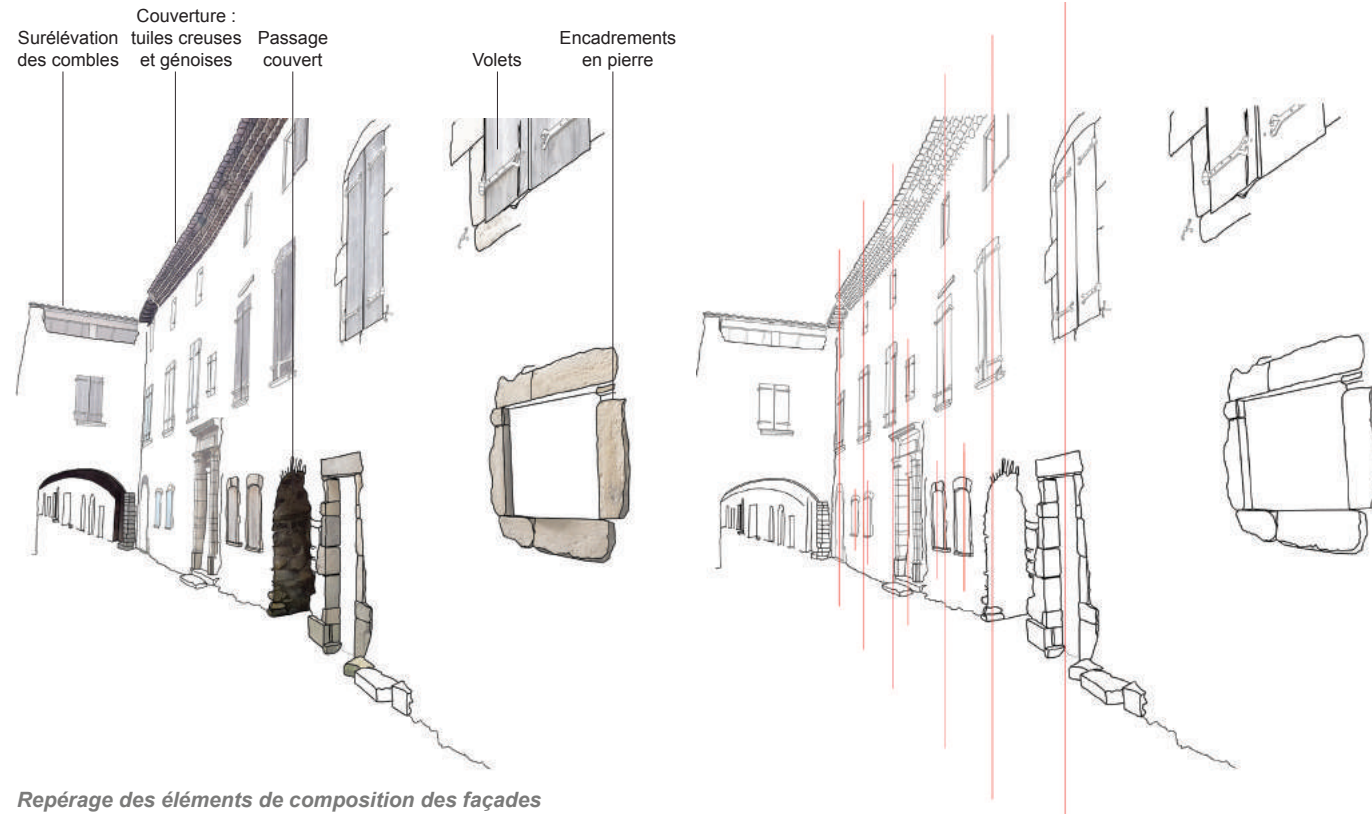 Surélévation
des combles
Couverture :
tuiles creuses
et génoises
Passage
couvert
Volets
Encadrements
en pierre
Repérage des éléments de composition des façades